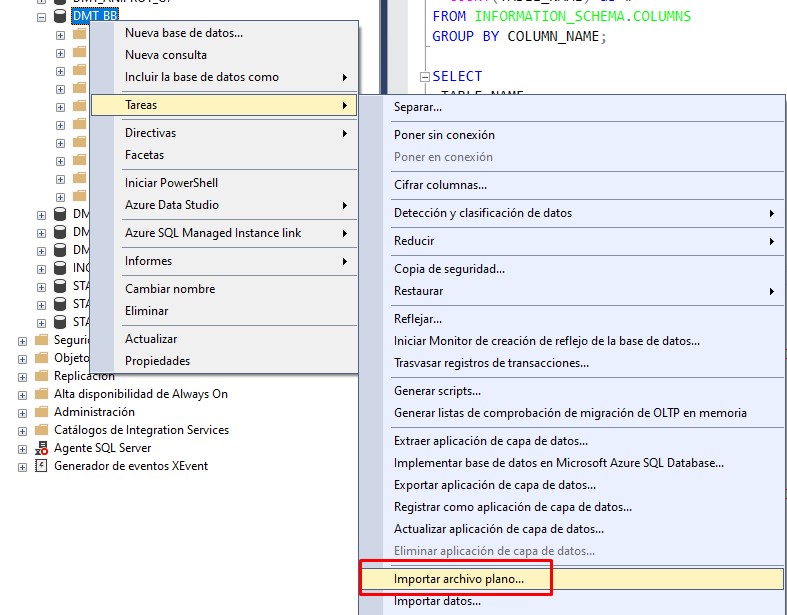 DMT_BB
DM
DM
DM
STA
STA
STA
Objeto
Replicación
Alta disponibilidad de Always On
Administración
Catálogos de Integration Services
Agente SQL Server
Generador de eventos XEvent
Nueva base de datos...
Nueva consulta
Incluir la base de datos como
Tareas
Directivas
Facetas
Iniciar PowerShell
Azure Data Studio
Azure SQL Managed Instance link
Informes
Cambiar nombre
Eliminar
Actualizar
Propiedades
Separar...
Poner sin conexión
Poner en conexión
Cifrar columnas...
Detección y clasificación de datos
Reducir
Copia de seguridad...
Restaurar
Reflejar...
Iniciar Monitor de creación de reflejo de la base de datos...
Trasvasar registros de transacciones...
Generar scripts...
Generar listas de comprobación de migración de OLTP en memoria
Extraer aplicación de capa de datos...
Implementar base de datos en Microsoft Azure SQL Database...
Exportar aplicación de capa de datos...
Registrar como aplicación de capa de datos...
Actualizar aplicación de capa de datos...
Eliminar aplicación de capa de datos...
Importar archivo plano...
Importar datos...
FROM INFORMATION_SCHEMA.COLUMNS
GROUP BY COLUMN_NAME;
SELECT